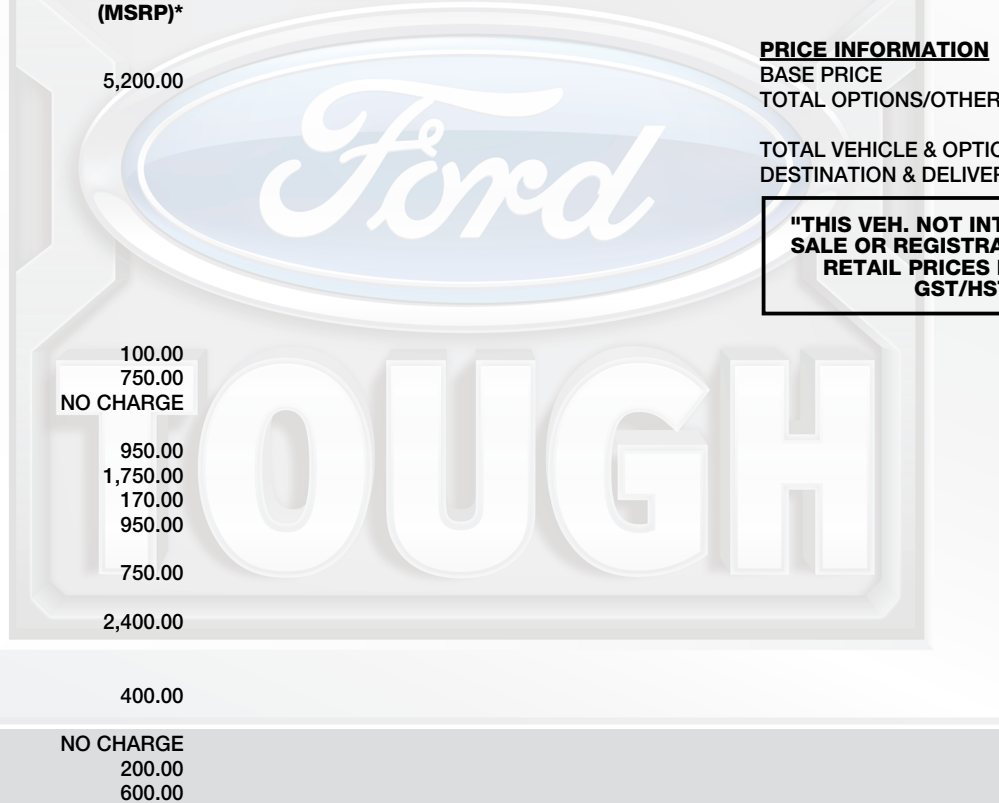 (MSRP)*
5,200.00
100.00
750.00
NO CHARGE
950.00
1,750.00
170.00
950.00
750.00
2,400.00
400.00
NO CHARGE
200.00
600.00
PRICE INFORMATION
BASE PRICE
TOTAL OPTIONS/OTHER
TOTAL VEHICLE & OPTIO
DESTINATION & DELIVER
"THIS VEH. NOT INT
SALE OR REGISTRA
RETAIL PRICES
GST/HS
Ford
TOUGH